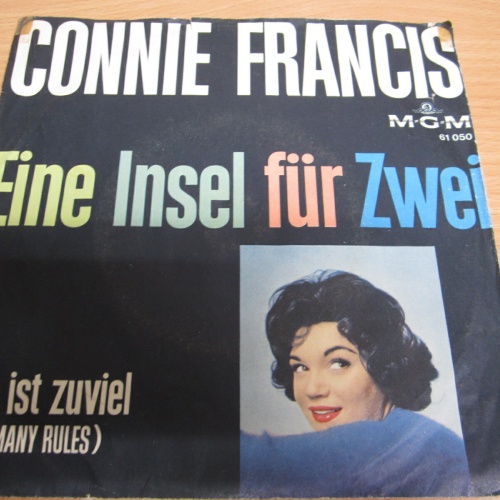 CONNIE FRANCIS
M-G-M
61 050
Eine Insel für Zwei
ist zuviel
MANY RULES)